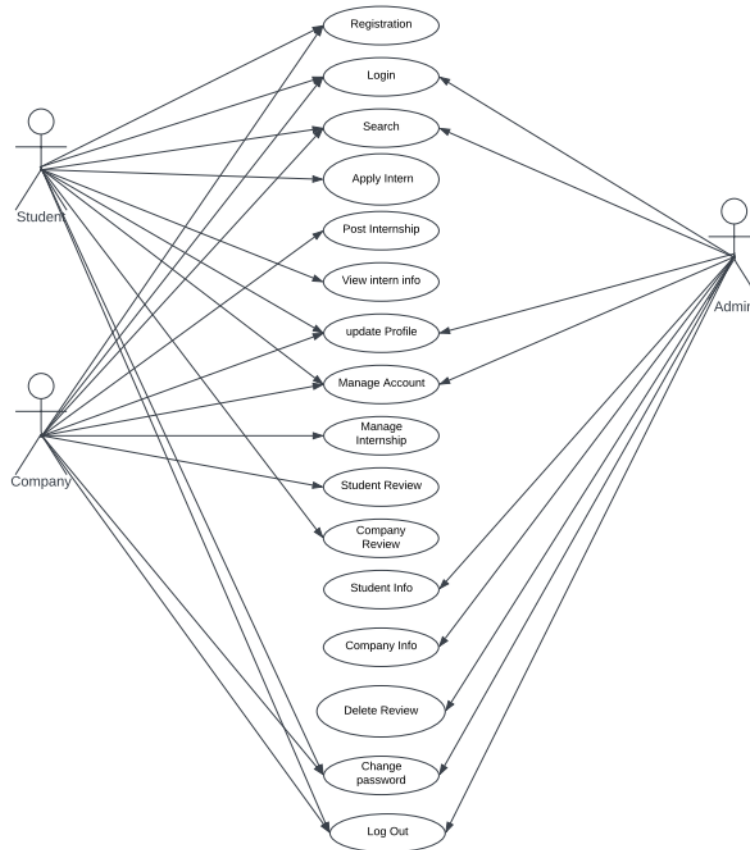 Registration
Login
Search
Apply Intern
Student
Post Internship
View intern info
Admin
update Profile
Manage Account
Manage
Internship
Company
Student Review
Company
Review
Student Info
Company Info
Delete Review
Change
password
Log Out